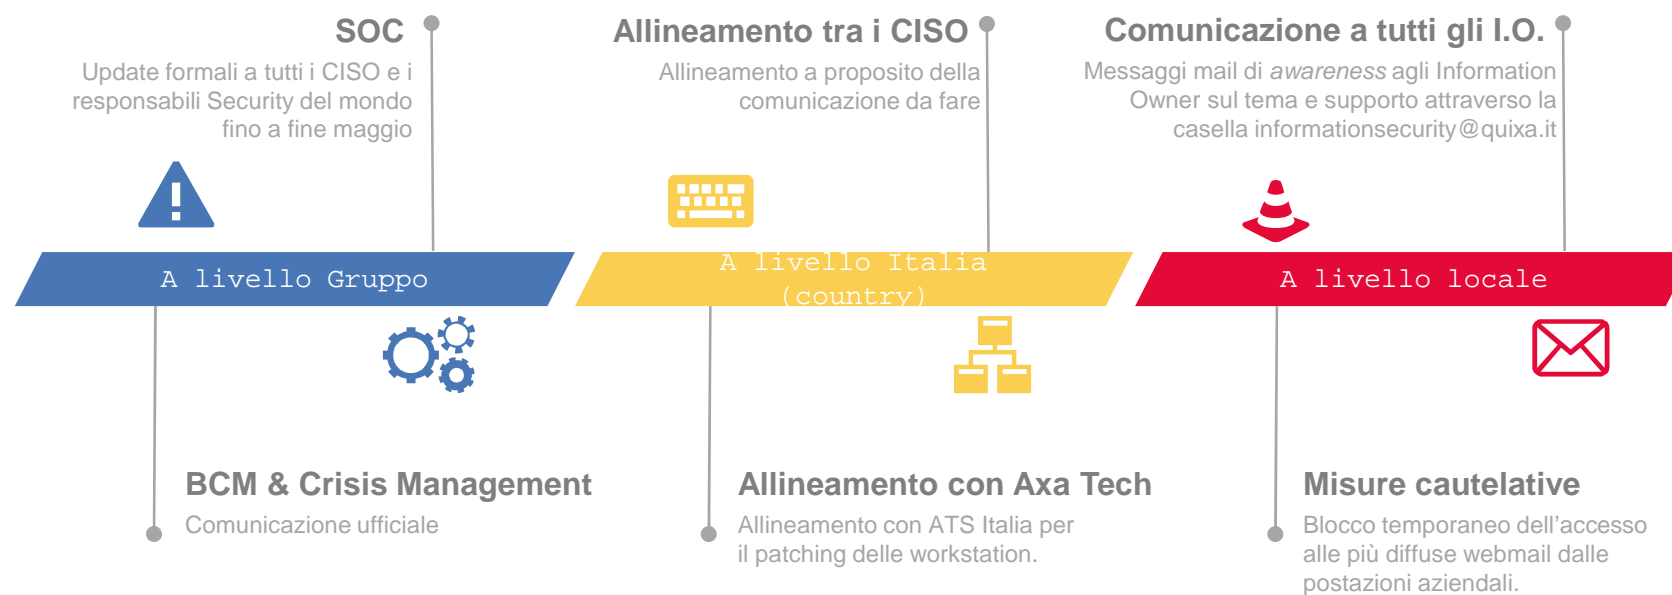 SOC
Update formali a tutti i CISO e i
responsabili Security del mondo
fino a fine maggio
Allineamento tra i CISO
Allineamento a proposito della
comunicazione da fare
Comunicazione a tutti gli I.O.
Messaggi mail di awareness agli Information
Owner sul tema e supporto attraverso la
casella informationsecurity@quixa.it
A livello Gruppo
A livello Italia
(country)
A livello locale
BCM & Crisis Management
Comunicazione ufficiale
Allineamento con Axa Tech
Allineamento con ATS Italia per
il patching delle workstation.
Misure cautelative
Blocco temporaneo dell’accesso
alle più diffuse webmail dalle
postazioni aziendali.